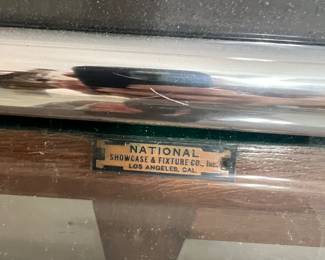 NATIONAL
SHOWCASE & FIXTURE CO., Inc.
LOS ANGELES, CAL.